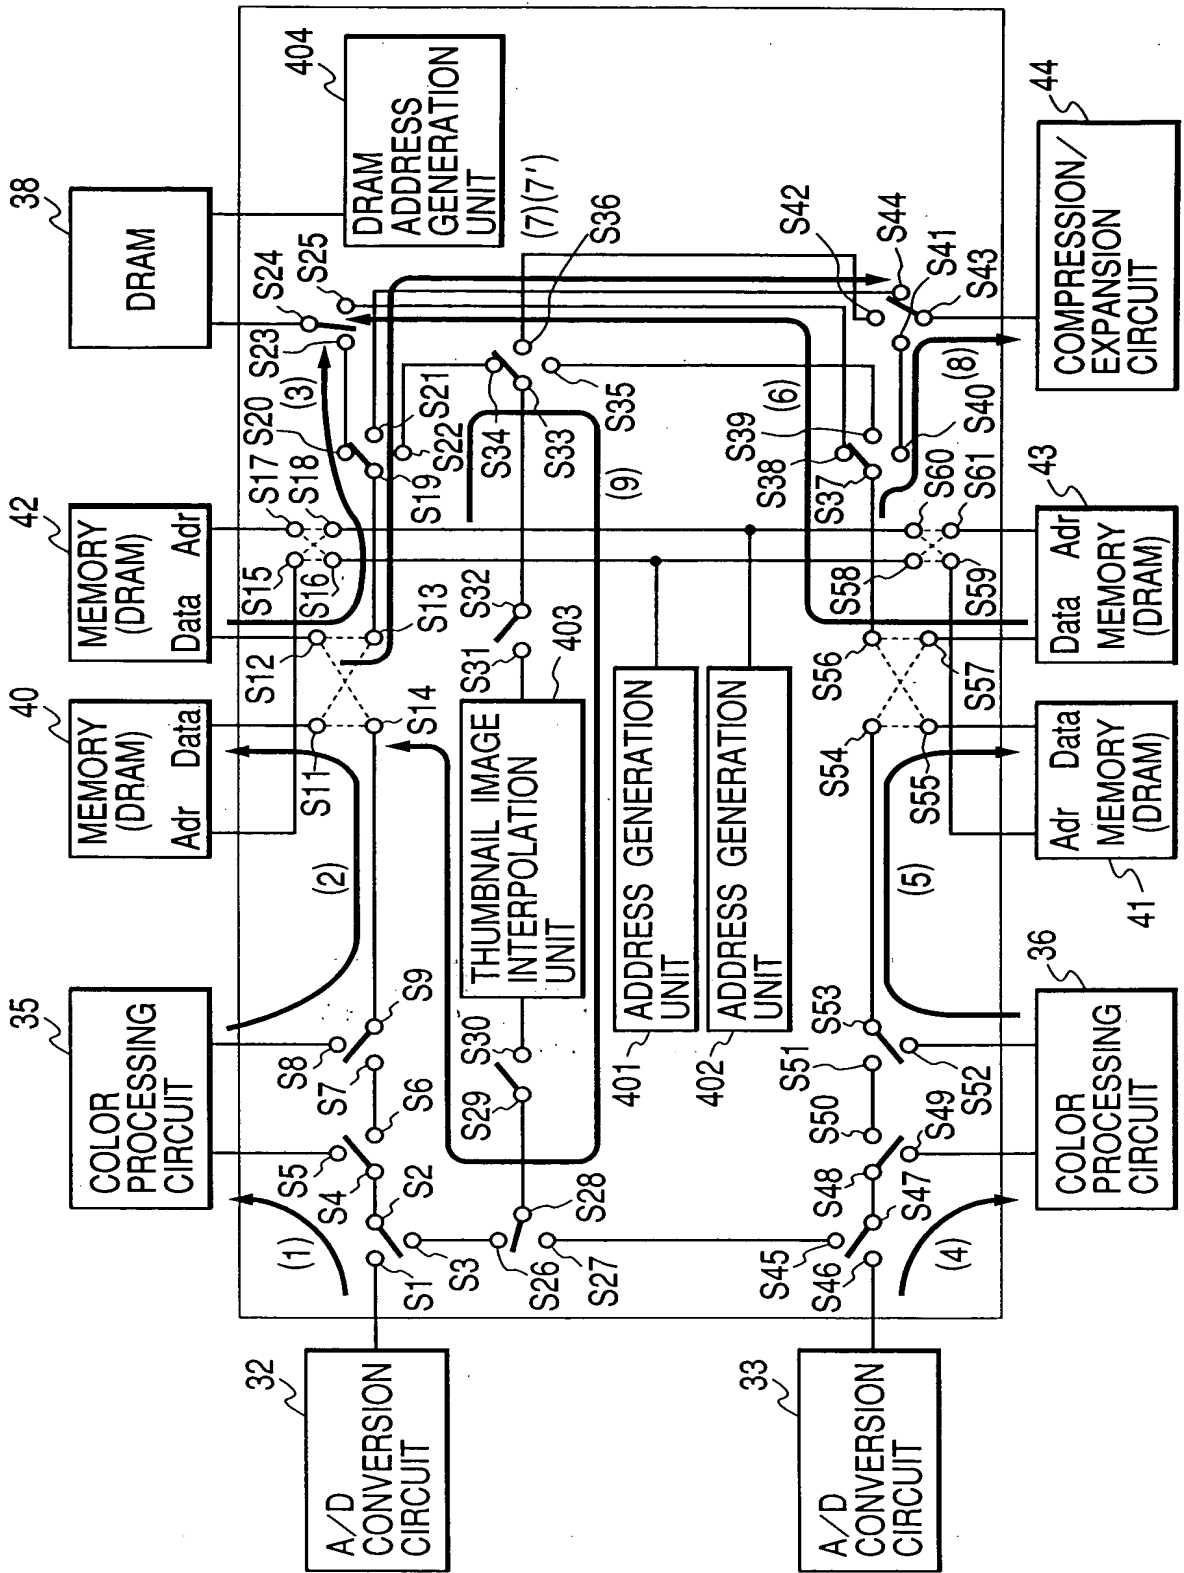 32
A/D
CONVERSION
CIRCUIT
33
A/D
CONVERSION
CIRCUIT
35
COLOR
PROCESSING
CIRCUIT
40
MEMORY
(DRAM)
Adr
Data
42
MEMORY
(DRAM)
Data
Adr
38
DRAM
404
DRAM
ADDRESS
GENERATION
UNIT
(1)
(2)
(3)
S1
S2
S3
S4
S5
S6
S7
S8
S9
S11
S12
S13
S14
S15
S16
S17
S18
S19
S20
S21
S22
S23
S24
S25
S26
S27
S28
S29
S30
S31
S32
S33
S34
S35
S36
(7)(7')
403
THUMBNAIL IMAGE
INTERPOLATION
UNIT
(9)
401
ADDRESS GENERATION
UNIT
402
ADDRESS GENERATION
UNIT
(6)
S37
S38
S39
S40
S41
S42
S43
S44
S45
S46
S47
S48
S49
S50
S51
S52
S53
S54
S55
S56
S57
S58
S59
S60
S61
(4)
(5)
(8)
36
COLOR
PROCESSING
CIRCUIT
41
Adr
Data
MEMORY
(DRAM)
43
Data
Adr
MEMORY
(DRAM)
44
COMPRESSION/
EXPANSION
CIRCUIT